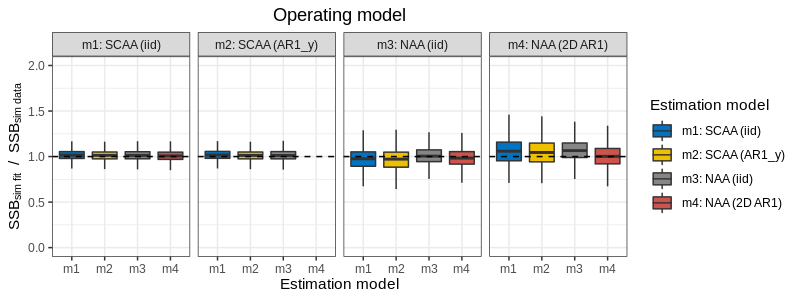 Operating model
m1: SCAA (iid) m2: SCAA (AR1_y) m3: NAA (iid) m4: NAA (2D AR1)
SSBsim fit / SSBsim data
2.0
1.5
1.0
0.5
0.0
m1 m2 m3 m4 m1 m2 m3 m4 m1 m2 m3 m4 m1 m2 m3 m4
Estimation model
Estimation model
m1: SCAA (iid)
m2: SCAA (AR1_y)
m3: NAA (iid)
m4: NAA (2D AR1)